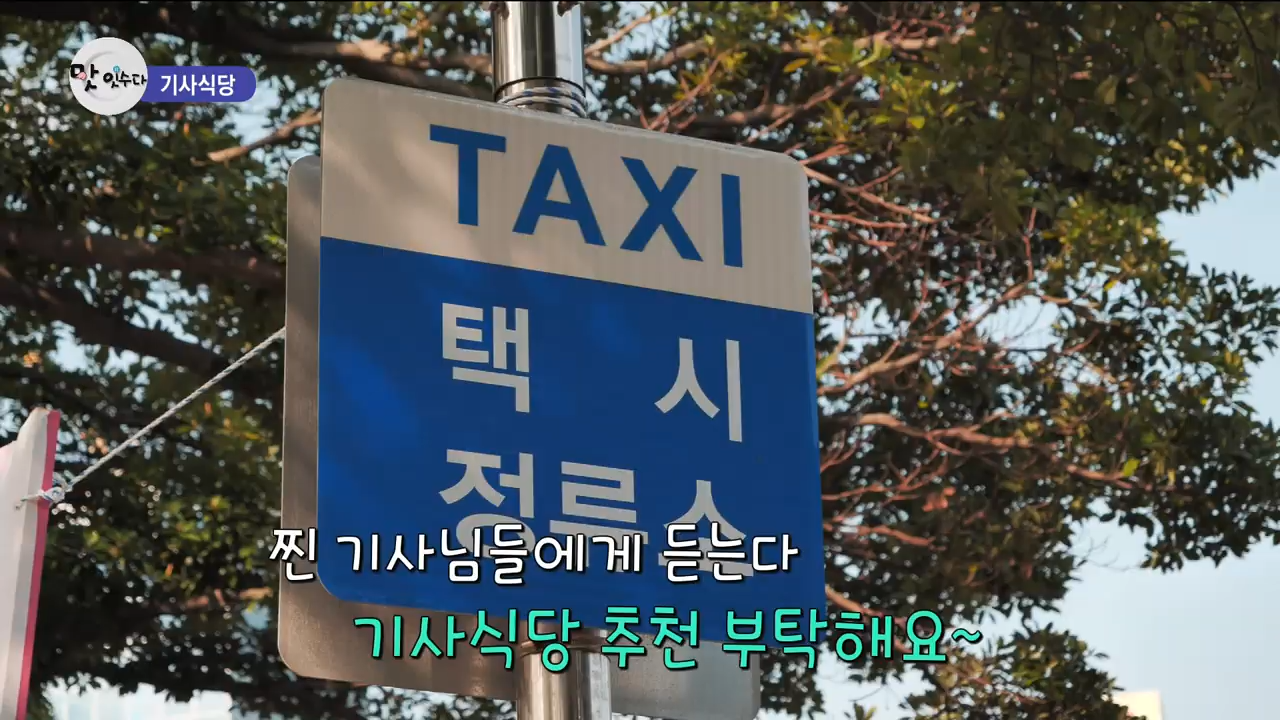 맛 잇수다 기사식당
TAXI
택 시
정류소
찐 기사님들에게 듣는다
기사식당 추천 부탁해요~